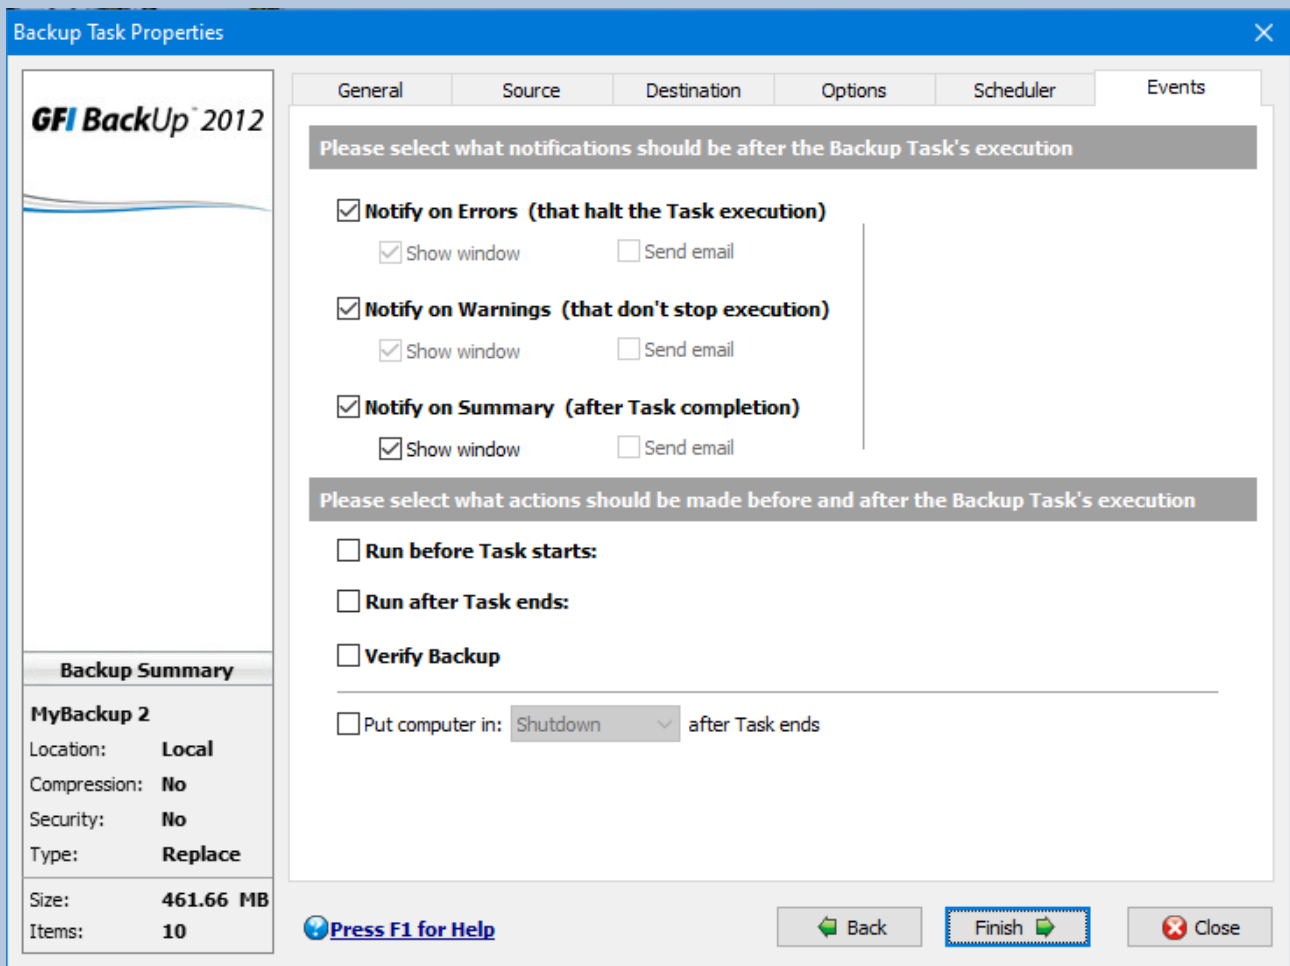 Backup Task Properties
GFI BackUp™ 2012
General Source Destination Options Scheduler Events
Please select what notifications should be after the Backup Task's execution
Notify on Errors (that halt the Task execution)
Show window Send email
Notify on Warnings (that don't stop execution)
Show window Send email
Notify on Summary (after Task completion)
Show window Send email
Please select what actions should be made before and after the Backup Task's execution
Run before Task starts:
Run after Task ends:
Verify Backup
Put computer in: Shutdown after Task ends
Backup Summary
MyBackup 2
Location: Local
Compression: No
Security: No
Type: Replace
Size: 461.66 MB
Items: 10
Press F1 for Help
Back Finish Close